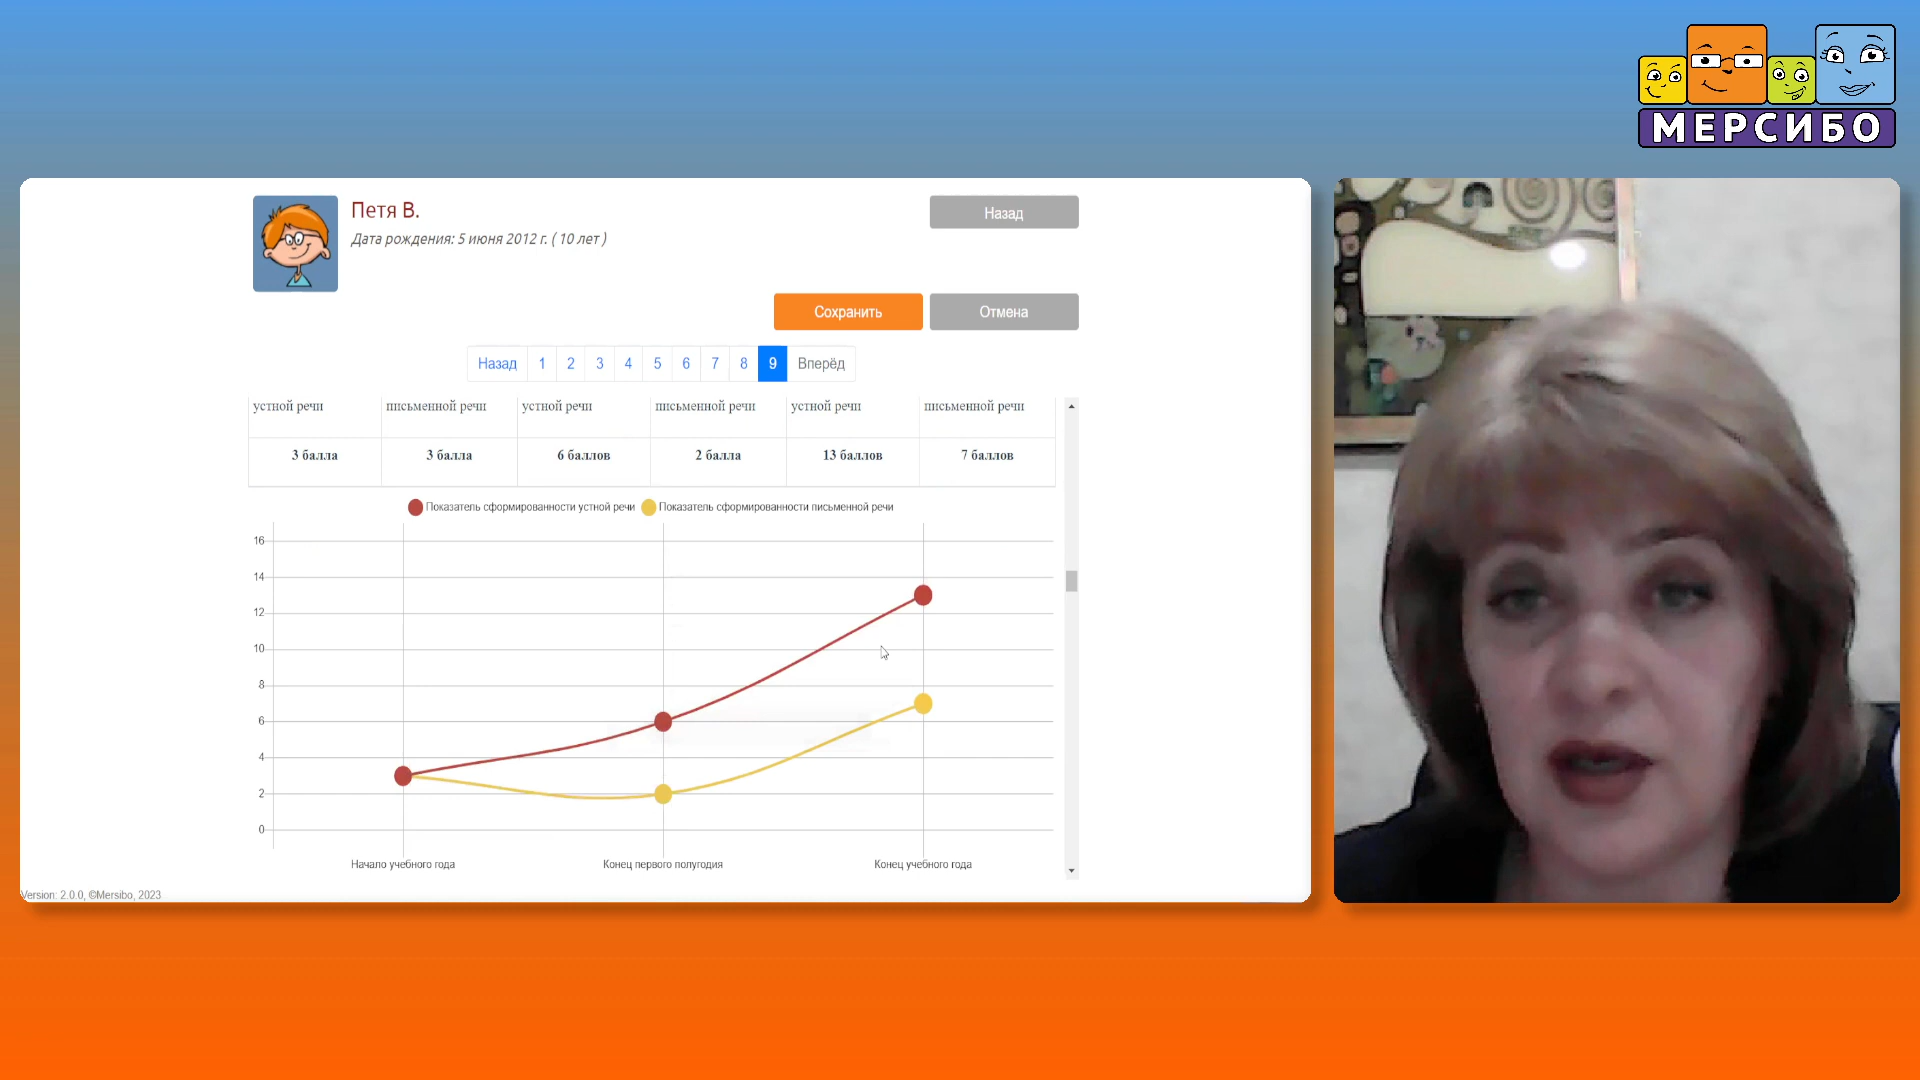 МЕРСИБО
Петя В.
Дата рождения: 5 июня 2012 г. ( 10 лет )
Назад
Сохранить
Отмена
Назад 1 2 3 4 5 6 7 8 9 Вперёд
устной речи письменной речи устной речи письменной речи устной речи письменной речи
3 балла 3 балла 6 баллов 2 балла 13 баллов 7 баллов
Показатель сформированности устной речи Показатель сформированности письменной речи
16
14
12
10
8
6
4
2
0
Начало учебного года Конец первого полугодия Конец учебного года
Version: 2.0.0, ©Mersibo, 2023